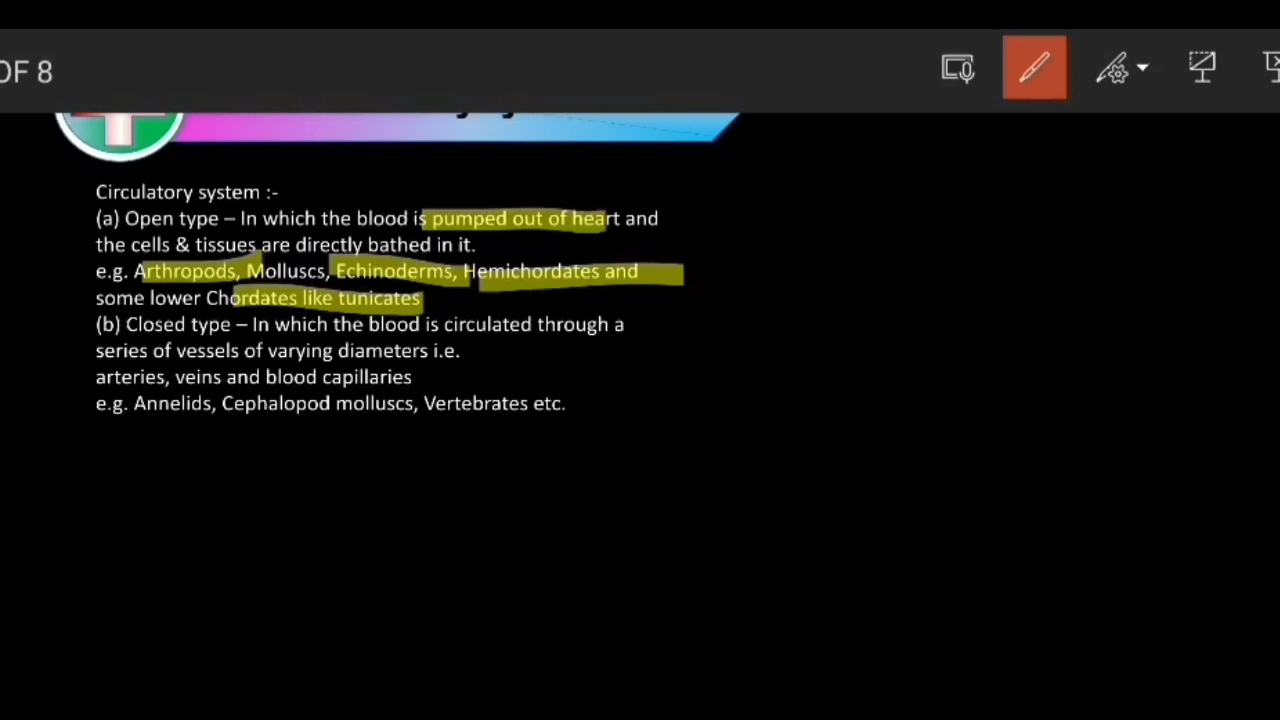 OF 8
Circulatory system :-
(a) Open type – In which the blood is pumped out of heart and
the cells & tissues are directly bathed in it.
e.g. Arthropods, Molluscs, Echinoderms, Hemichordates and
some lower Chordates like tunicates
(b) Closed type – In which the blood is circulated through a
series of vessels of varying diameters i.e.
arteries, veins and blood capillaries
e.g. Annelids, Cephalopod molluscs, Vertebrates etc.